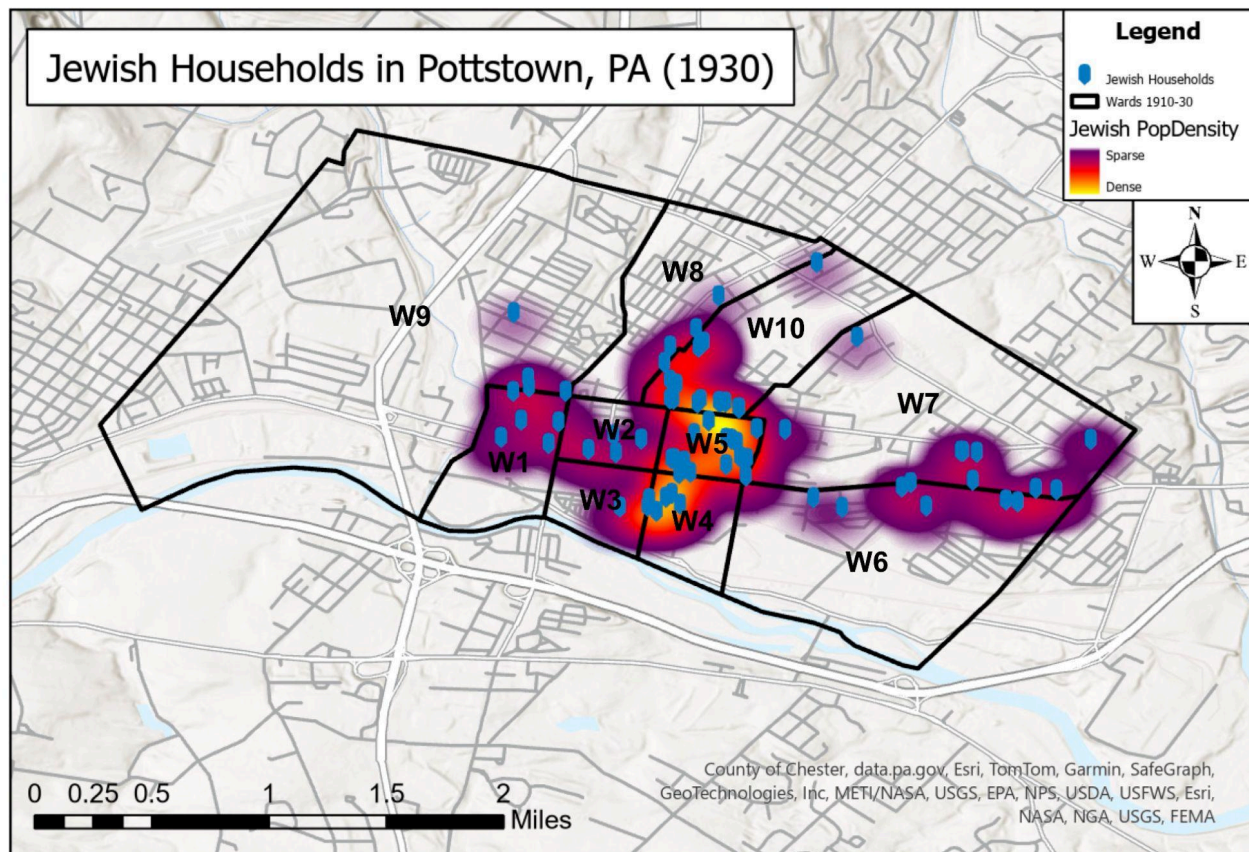 Jewish Households in Pottstown, PA (1930)
Legend
Jewish Households
Wards 1910-30
Jewish PopDensity
Sparse
Dense
N
W E
S
W8
W9
W10
W7
W2
W5
W1
W3
W4
W6
0 0.25 0.5 1 1.5 2
Miles
County of Chester, data.pa.gov, Esri, TomTom, Garmin, SafeGraph,
GeoTechnologies, Inc, METI/NASA, USGS, EPA, NPS, USDA, USFWS, Esri,
NASA, NGA, USGS, FEMA